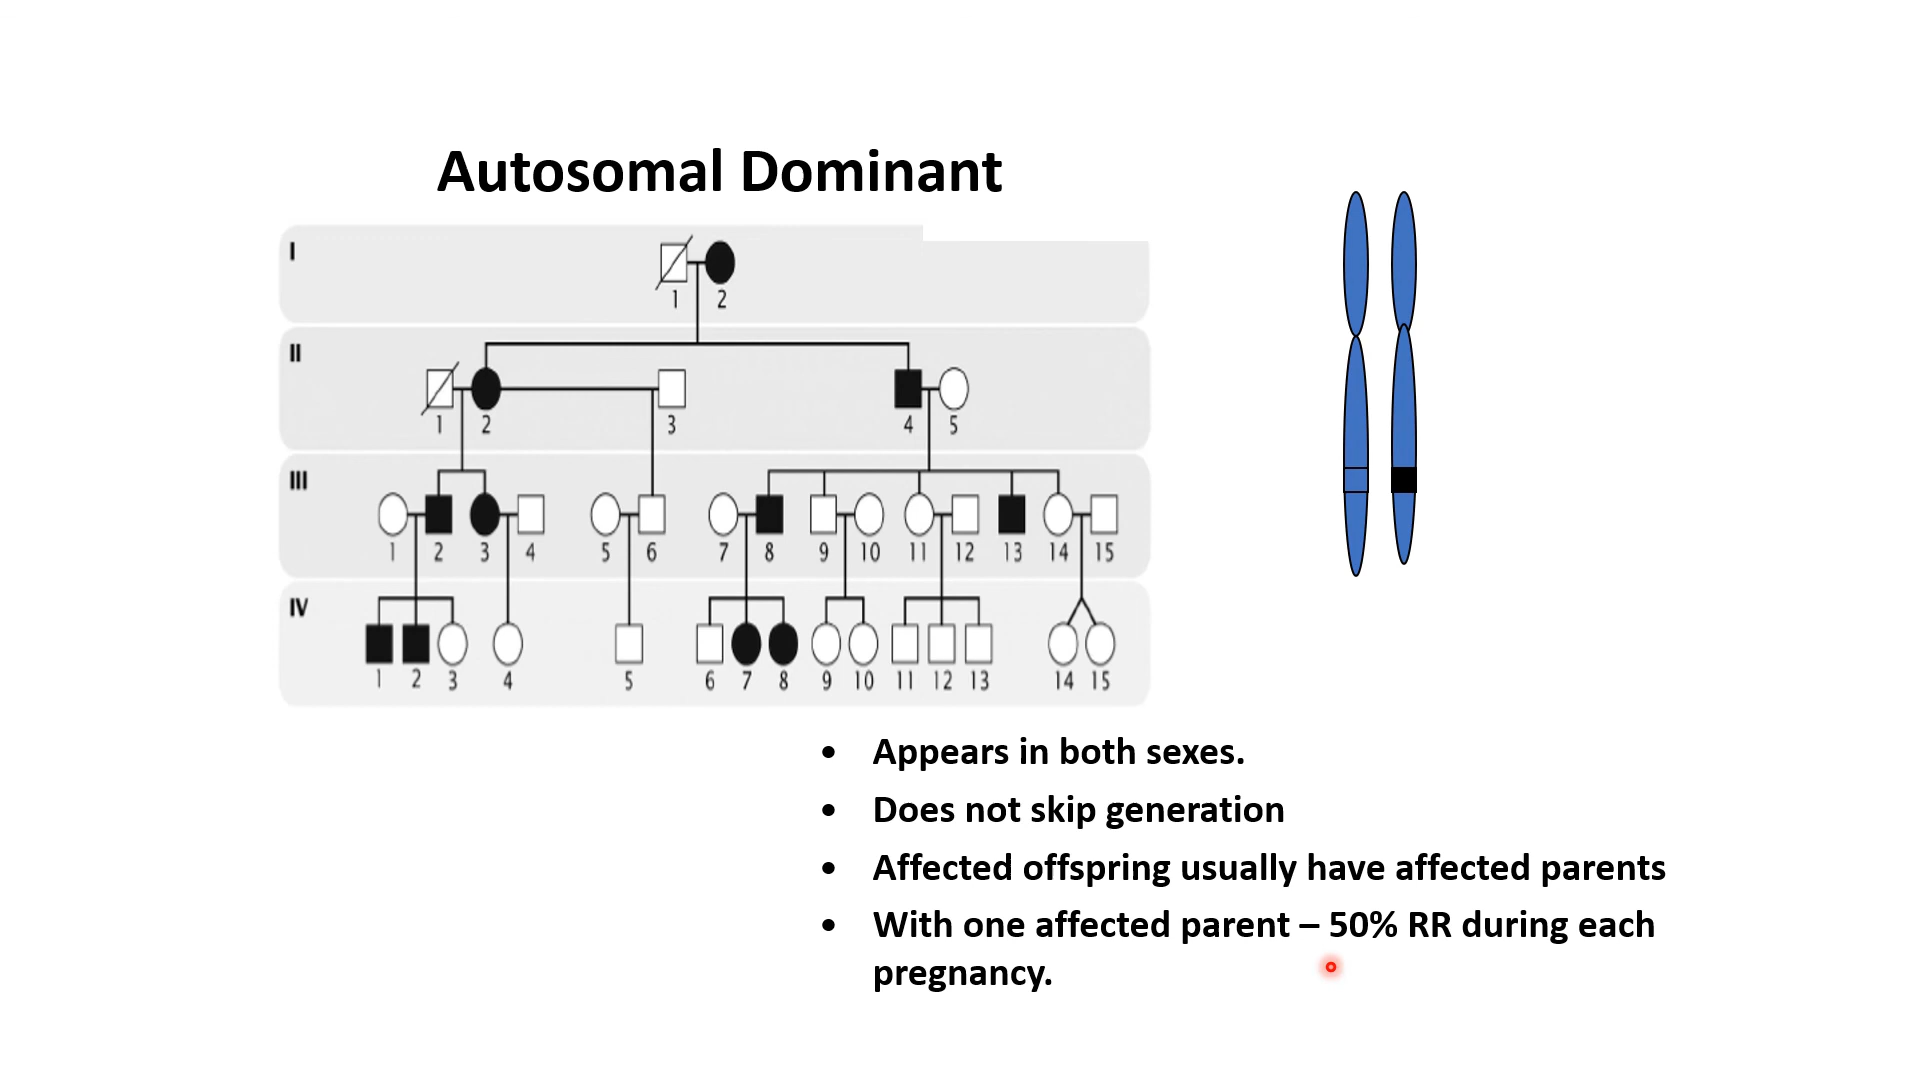 Autosomal Dominant
I
1 2
II
1 2 3 4 5
III
1 2 3 4 5 6 7 8 9 10 11 12 13 14 15
IV
1 2 3 4 5 6 7 8 9 10 11 12 13 14 15
• Appears in both sexes.
• Does not skip generation
• Affected offspring usually have affected parents
• With one affected parent – 50% RR during each
pregnancy.